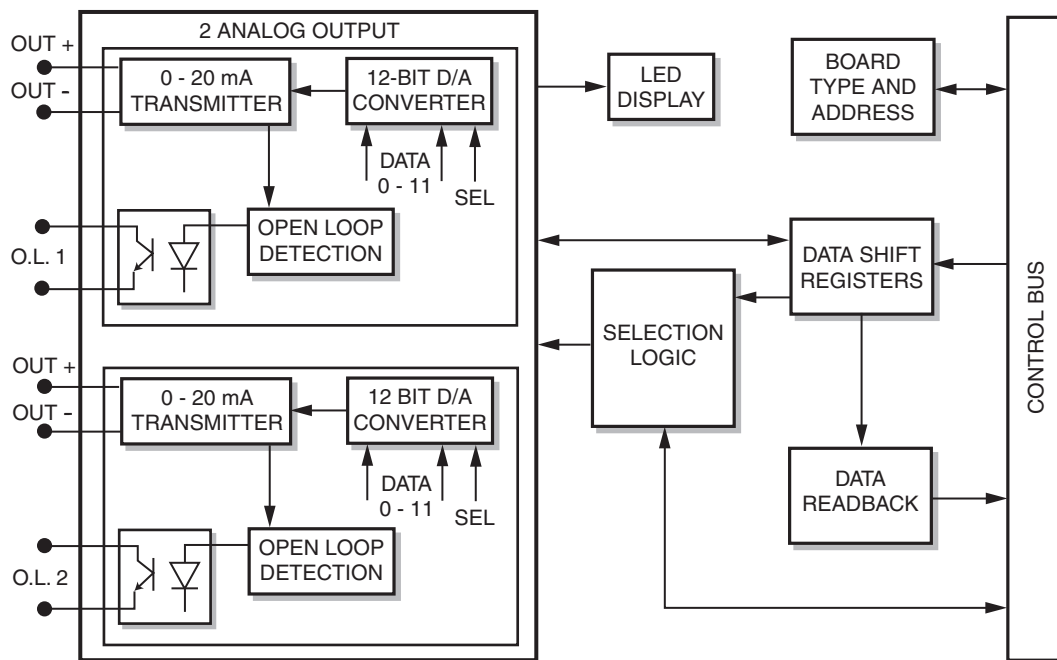 2 ANALOG OUTPUT
OUT +
OUT -
0 - 20 mA
TRANSMITTER
12-BIT D/A
CONVERTER
DATA
0 - 11
SEL
O.L. 1
OPEN LOOP
DETECTION
OUT +
OUT -
0 - 20 mA
TRANSMITTER
12 BIT D/A
CONVERTER
DATA
0 - 11
SEL
O.L. 2
OPEN LOOP
DETECTION
LED
DISPLAY
BOARD
TYPE AND
ADDRESS
DATA SHIFT
REGISTERS
SELECTION
LOGIC
DATA
READBACK
CONTROL BUS